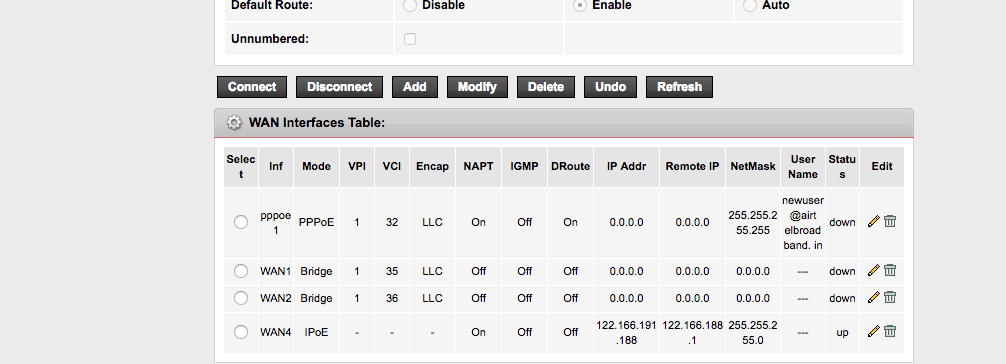 Default Route: Disable Enable Auto
Unnumbered:
Connect Disconnect Add Modify Delete Undo Refresh
WAN Interfaces Table:
Select Inf Mode VPI VCI Encap NAPT IGMP DRoute IP Addr Remote IP NetMask User Name Status Edit
pppoe1 PPPoE 1 32 LLC On Off On 0.0.0.0 0.0.0.0 255.255.255.255 newuser@airtelbroadband. in down
WAN1 Bridge 1 35 LLC Off Off Off 0.0.0.0 0.0.0.0 0.0.0.0 --- down
WAN2 Bridge 1 36 LLC Off Off Off 0.0.0.0 0.0.0.0 0.0.0.0 --- down
WAN4 IPoE - - - On Off Off 122.166.191.188 122.166.188.1 255.255.255.0 --- up